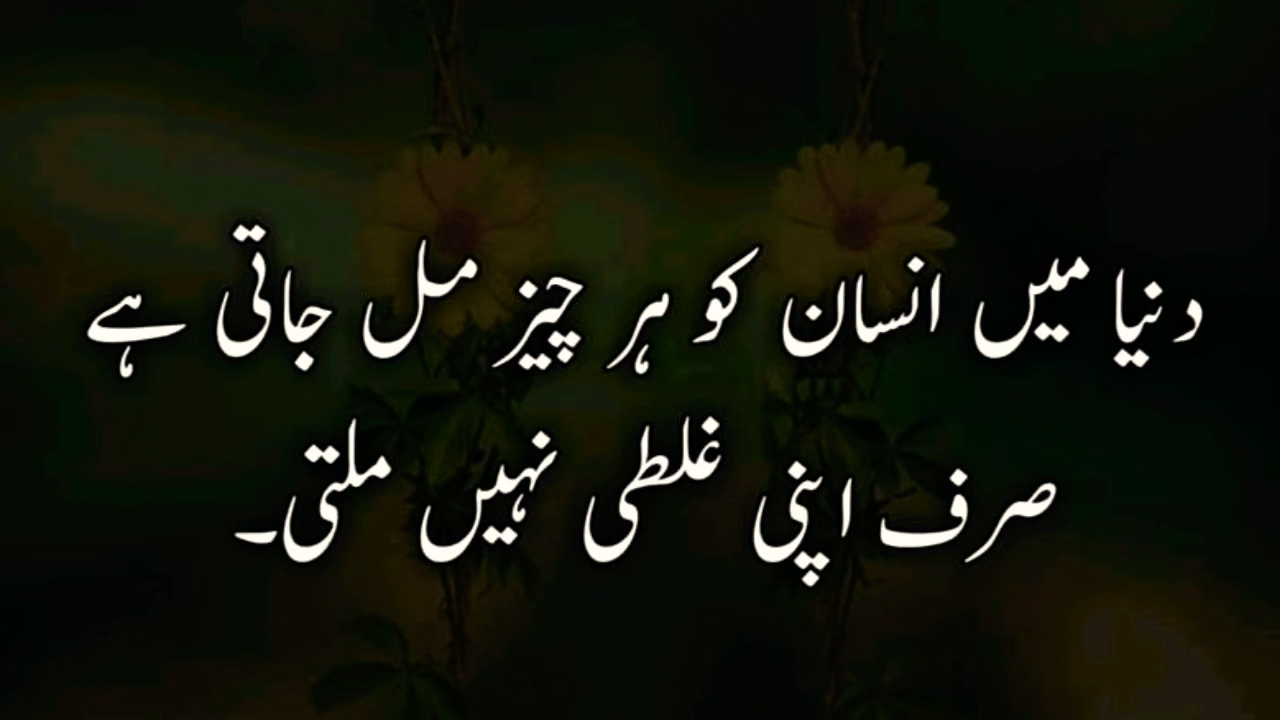 دنیا میں انسان کو ہر چیز مل جاتی ہے
صرف اپنی غلطی نہیں ملتی۔